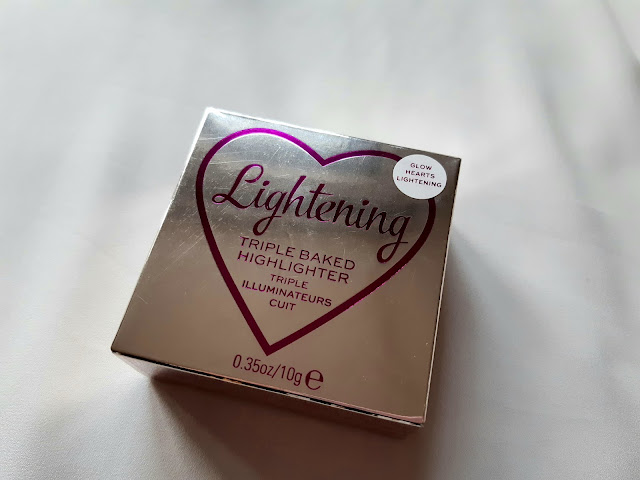 GLOW
HEARTS
LIGHTENING
Lightening
TRIPLE BAKED
HIGHLIGHTER
TRIPLE
ILLUMINATEURS
CUIT
0.35oz/10g ℮